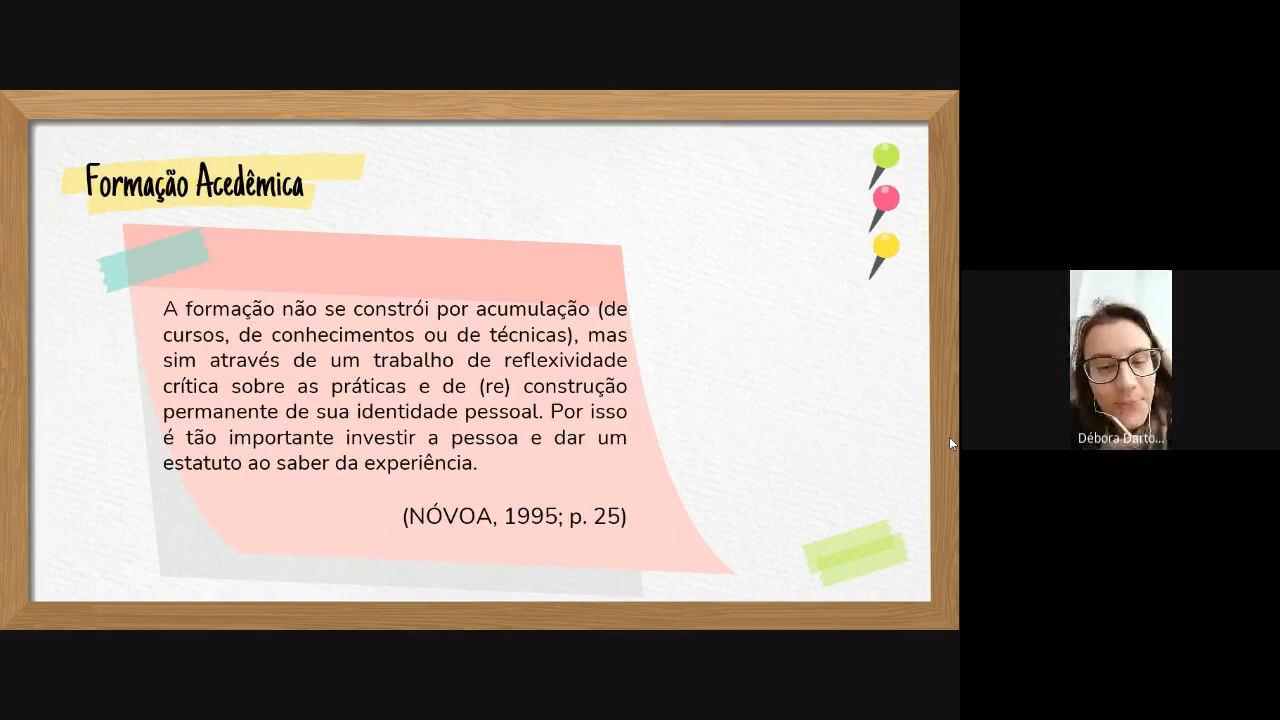 Formação Acedêmica
A formação não se constrói por acumulação (de
cursos, de conhecimentos ou de técnicas), mas
sim através de um trabalho de reflexividade
crítica sobre as práticas e de (re) construção
permanente de sua identidade pessoal. Por isso
é tão importante investir a pessoa e dar um
estatuto ao saber da experiência.
(NÓVOA, 1995; p. 25)
Débora Darto...